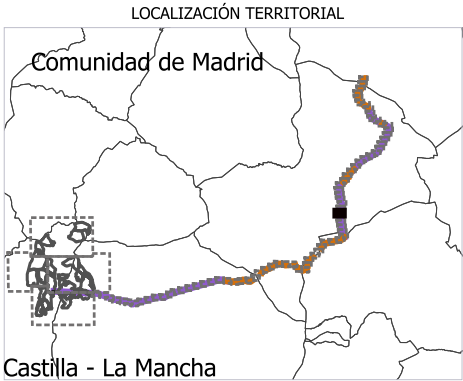 LOCALIZACIÓN TERRITORIAL
Comunidad de Madrid
Castilla - La Mancha